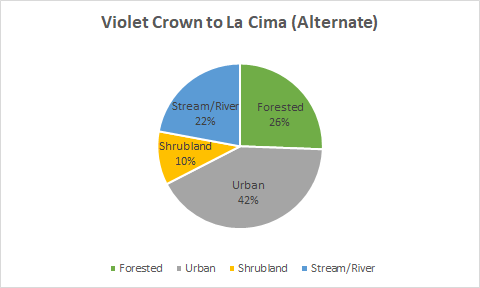 Violet Crown to La Cima (Alternate)
Stream/River
22%
Forested
26%
Shrubland
10%
Urban
42%
Forested Urban Shrubland Stream/River